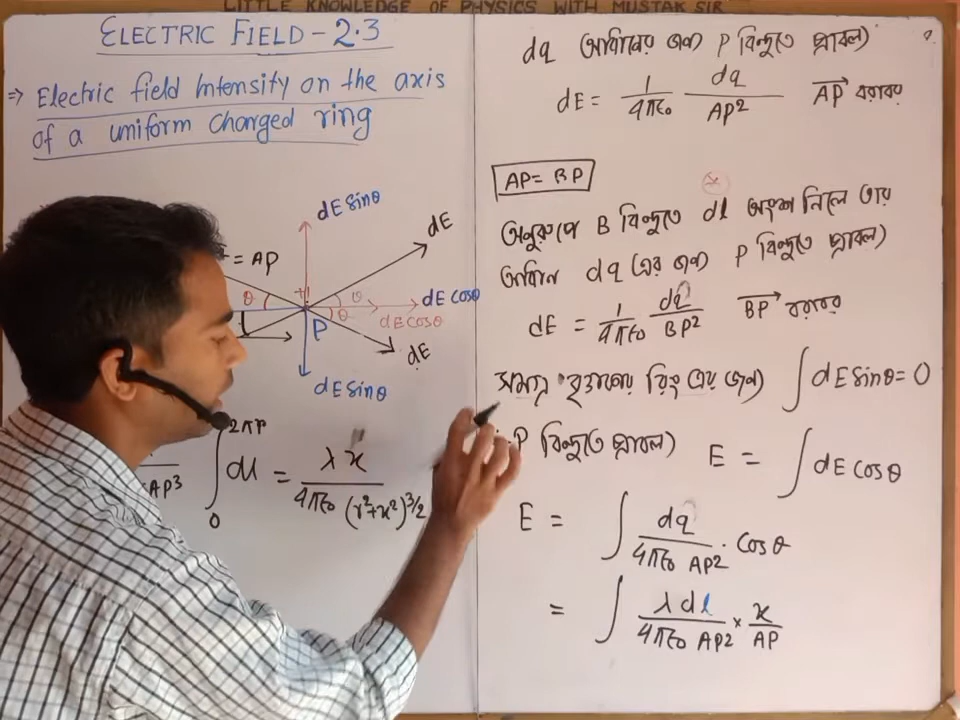 LITTLE KNOWLEDGE OF PHYSICS WITH MUSTAK SIR
ELECTRIC FIELD - 2.3
⇒ Electric field Intensity on the axis
of a uniform charged ring
dE sinθ
dE
= AP
θ
θ
dE cosθ
θ
dE cosθ
P
dE
dE sinθ
AP³ ∫₀^2πr dl = λx / 4πε₀ (r²+x²)^3/2
dq আধানের জন্য P বিন্দুতে প্রাবল্য
dE = 1/4πε₀ dq/AP² AP→ বরাবর
AP = BP
অনুরূপে B বিন্দুতে dl অংশ নিলে তার
আধান dq এর জন্য P বিন্দুতে প্রাবল্য
dE = 1/4πε₀ dq/BP² BP→ বরাবর
সমগ্র বৃত্তাকার রিং এর জন্য ∫ dE sinθ = 0
P বিন্দুতে প্রাবল্য E = ∫ dE cosθ
E = ∫ dq / 4πε₀ AP² . cosθ
= ∫ λ dl / 4πε₀ AP² × x/AP